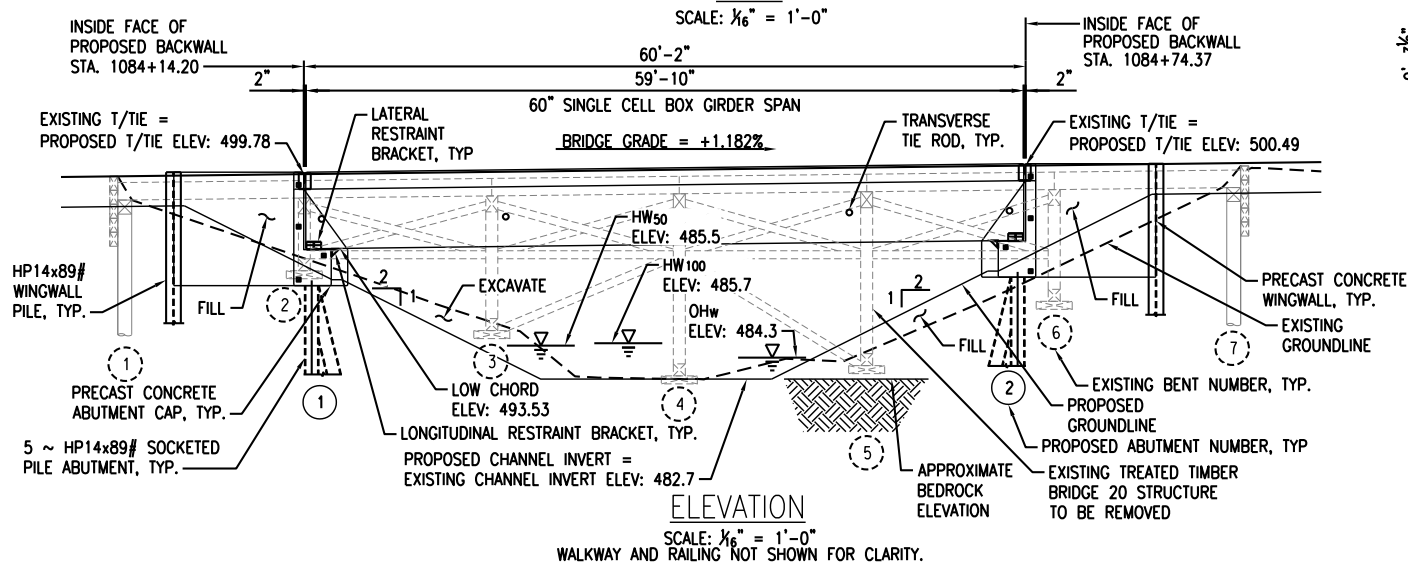 SCALE: 1/16" = 1'-0"
INSIDE FACE OF
PROPOSED BACKWALL
STA. 1084+14.20
INSIDE FACE OF
PROPOSED BACKWALL
STA. 1084+74.37
60'-2"
2"
59'-10"
2"
60" SINGLE CELL BOX GIRDER SPAN
EXISTING T/TIE =
PROPOSED T/TIE ELEV: 499.78
LATERAL
RESTRAINT
BRACKET, TYP
BRIDGE GRADE = +1.182%
TRANSVERSE
TIE ROD, TYP.
EXISTING T/TIE =
PROPOSED T/TIE ELEV: 500.49
HW50
ELEV: 485.5
HW100
ELEV: 485.7
OHw
ELEV: 484.3
HP14x89#
WINGWALL
PILE, TYP.
FILL
EXCAVATE
2
1
1
2
FILL
FILL
PRECAST CONCRETE
WINGWALL, TYP.
EXISTING
GROUNDLINE
1
2
3
4
5
6
7
PRECAST CONCRETE
ABUTMENT CAP, TYP.
1
2
LOW CHORD
ELEV: 493.53
EXISTING BENT NUMBER, TYP.
PROPOSED
GROUNDLINE
LONGITUDINAL RESTRAINT BRACKET, TYP.
PROPOSED ABUTMENT NUMBER, TYP
5 ~ HP14x89# SOCKETED
PILE ABUTMENT, TYP.
PROPOSED CHANNEL INVERT =
EXISTING CHANNEL INVERT ELEV: 482.7
APPROXIMATE
BEDROCK
ELEVATION
EXISTING TREATED TIMBER
BRIDGE 20 STRUCTURE
TO BE REMOVED
ELEVATION
SCALE: 1/16" = 1'-0"
WALKWAY AND RAILING NOT SHOWN FOR CLARITY.